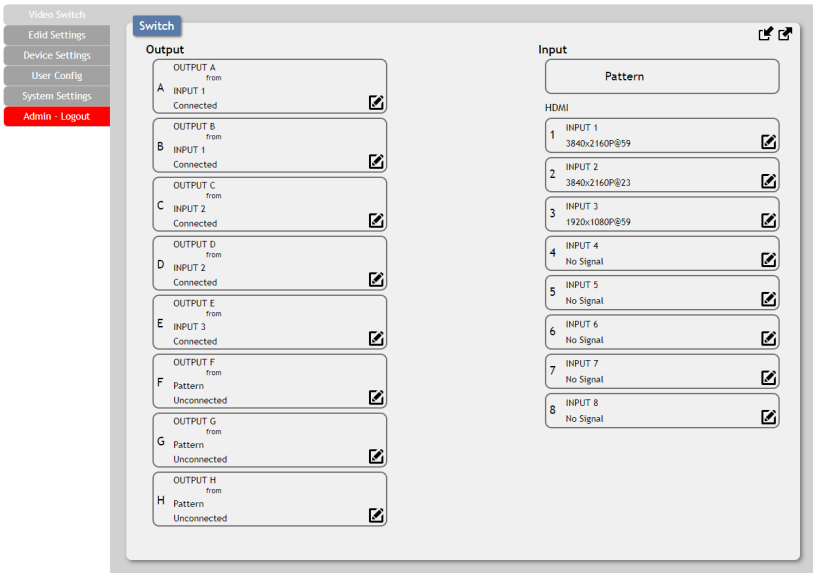 Video Switch
Edid Settings
Device Settings
User Config
System Settings
Admin - Logout
Switch
Output
OUTPUT A
from
A
INPUT 1
Connected
OUTPUT B
from
B
INPUT 1
Connected
OUTPUT C
from
C
INPUT 2
Connected
OUTPUT D
from
D
INPUT 2
Connected
OUTPUT E
from
E
INPUT 3
Connected
OUTPUT F
from
F
Pattern
Unconnected
OUTPUT G
from
G
Pattern
Unconnected
OUTPUT H
from
H
Pattern
Unconnected
Input
Pattern
HDMI
INPUT 1
1
3840x2160P@59
INPUT 2
2
3840x2160P@23
INPUT 3
3
1920x1080P@59
INPUT 4
4
No Signal
INPUT 5
5
No Signal
INPUT 6
6
No Signal
INPUT 7
7
No Signal
INPUT 8
8
No Signal